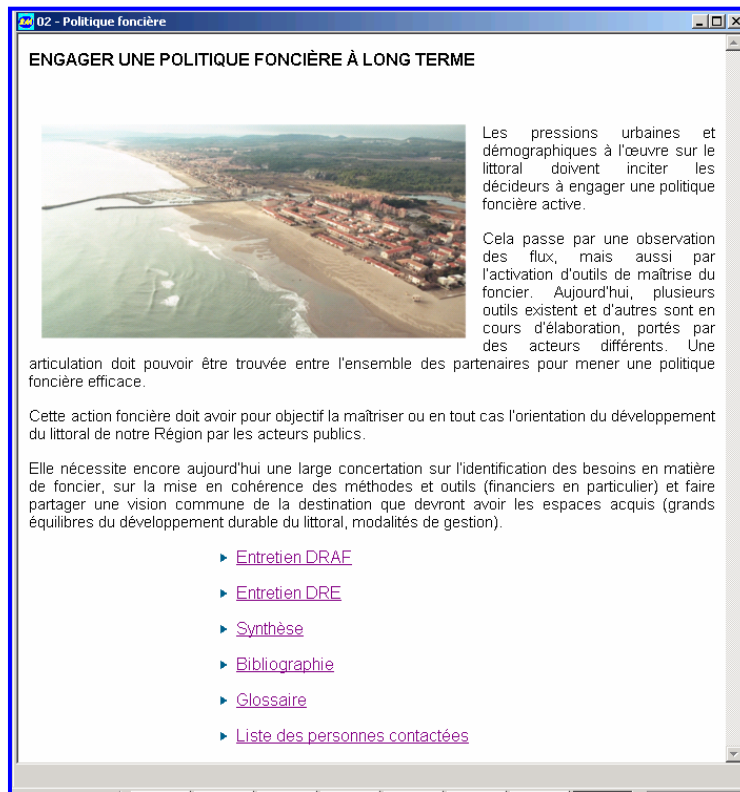 02 - Politique foncière
ENGAGER UNE POLITIQUE FONCIÈRE À LONG TERME
Les pressions urbaines et
démographiques à l'œuvre sur le
littoral doivent inciter les
décideurs à engager une politique
foncière active.
Cela passe par une observation
des flux, mais aussi par
l'activation d'outils de maîtrise du
foncier. Aujourd'hui, plusieurs
outils existent et d'autres sont en
cours d'élaboration, portés par
des acteurs différents. Une
articulation doit pouvoir être trouvée entre l'ensemble des partenaires pour mener une politique
foncière efficace.
Cette action foncière doit avoir pour objectif la maîtriser ou en tout cas l'orientation du développement
du littoral de notre Région par les acteurs publics.
Elle nécessite encore aujourd'hui une large concertation sur l'identification des besoins en matière
de foncier, sur la mise en cohérence des méthodes et outils (financiers en particulier) et faire
partager une vision commune de la destination que devront avoir les espaces acquis (grands
équilibres du développement durable du littoral, modalités de gestion).
Entretien DRAF
Entretien DRE
Synthèse
Bibliographie
Glossaire
Liste des personnes contactées